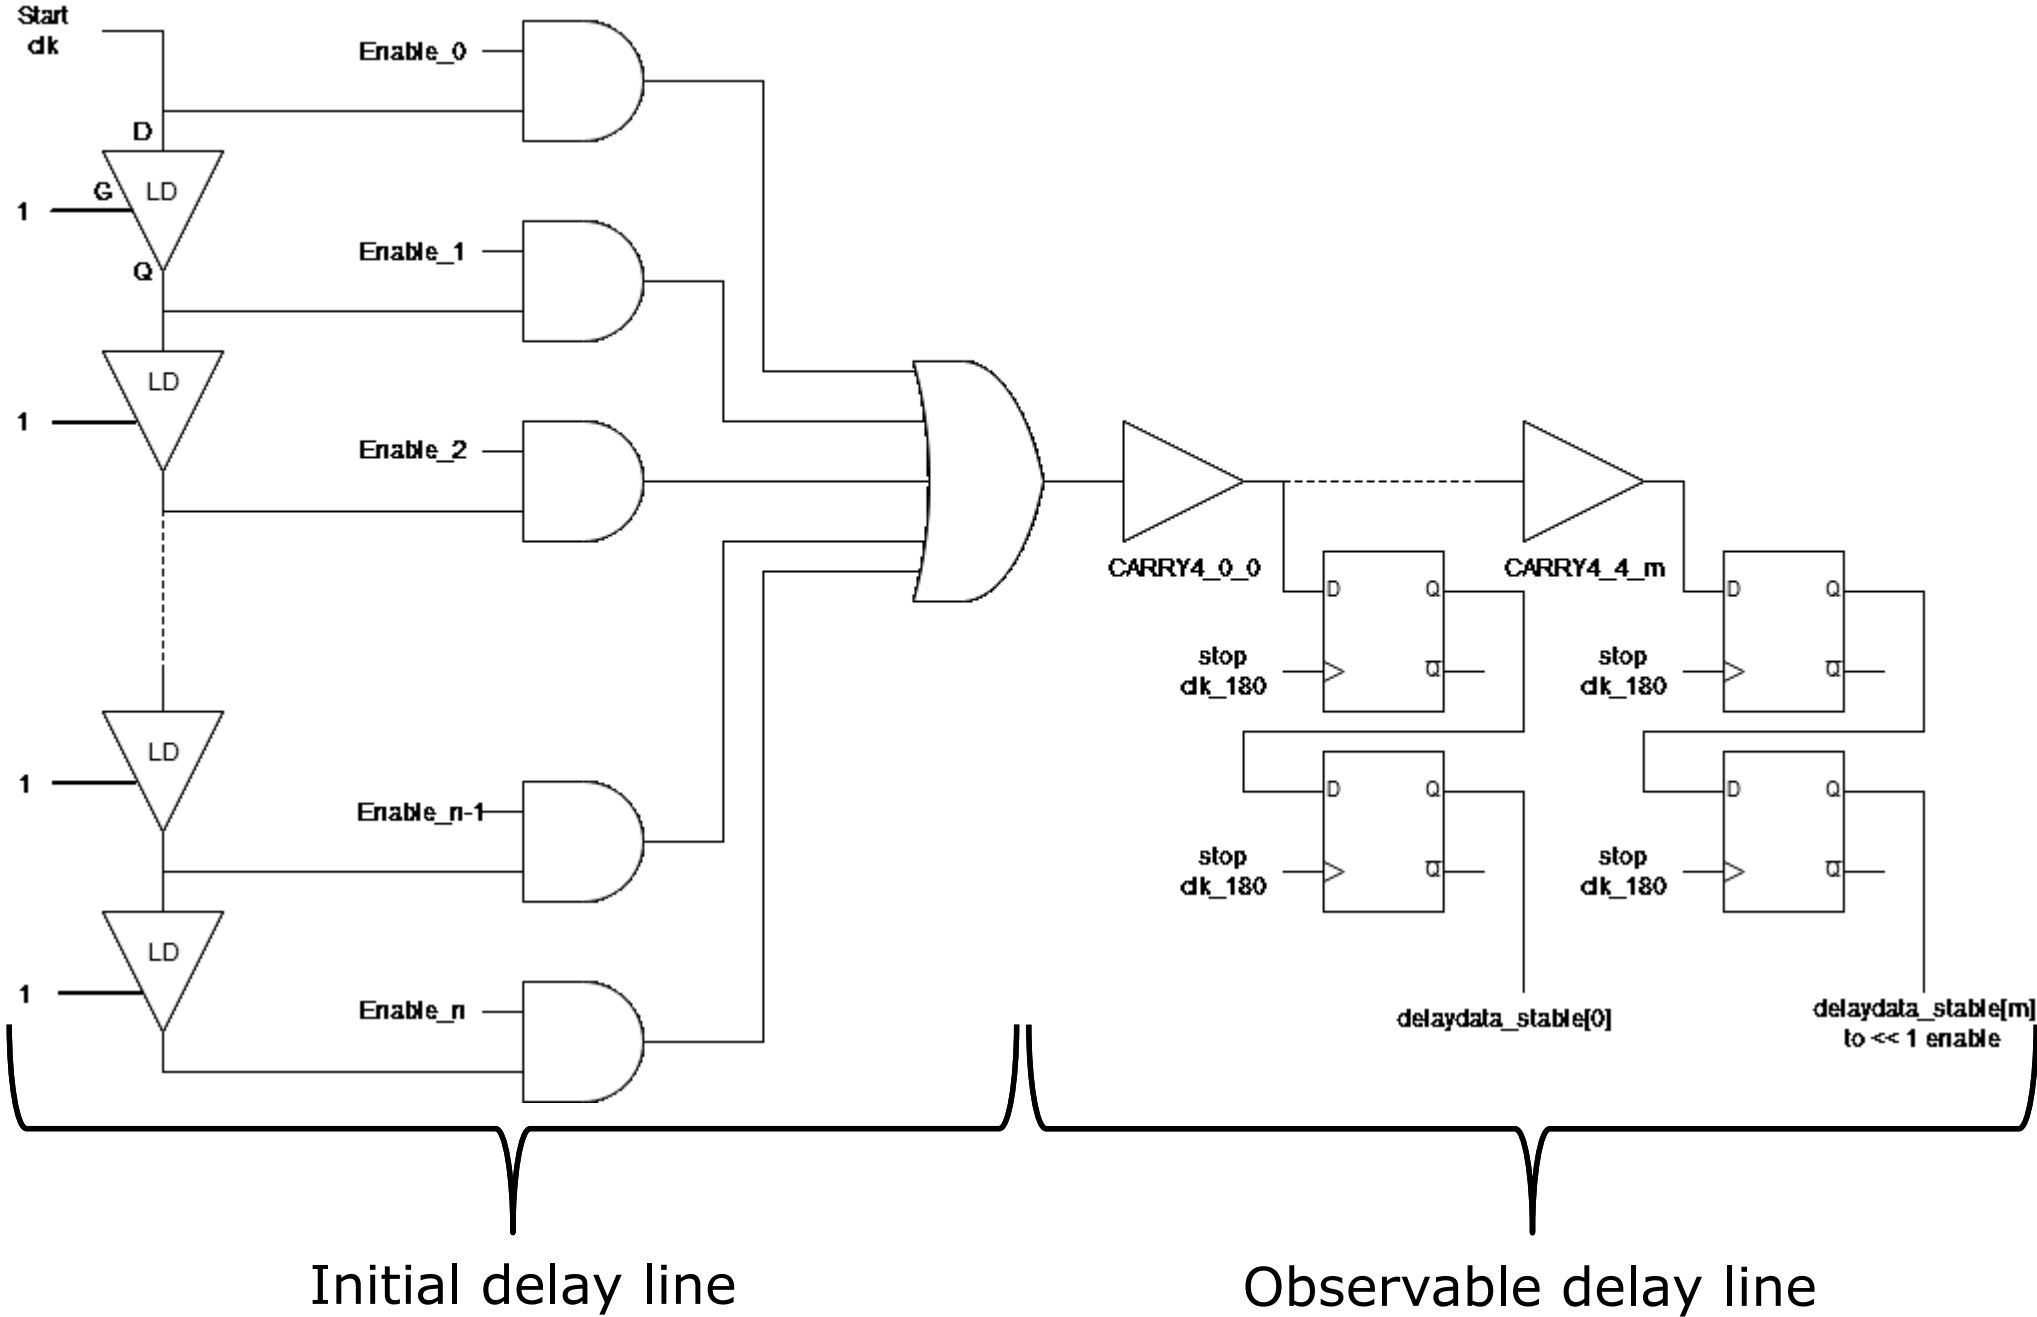 Start
clk
Enable_0
D
G
LD
1
Q
Enable_1
LD
1
Enable_2
CARRY4_0_0
CARRY4_4_m
D
Q
D
Q
stop
clk_180
Q
stop
clk_180
Q
LD
1
Enable_n-1
D
Q
D
Q
stop
clk_180
Q
stop
clk_180
Q
LD
1
Enable_n
delaydata_stable[0]
delaydata_stable[m]
to << 1 enable
Initial delay line
Observable delay line